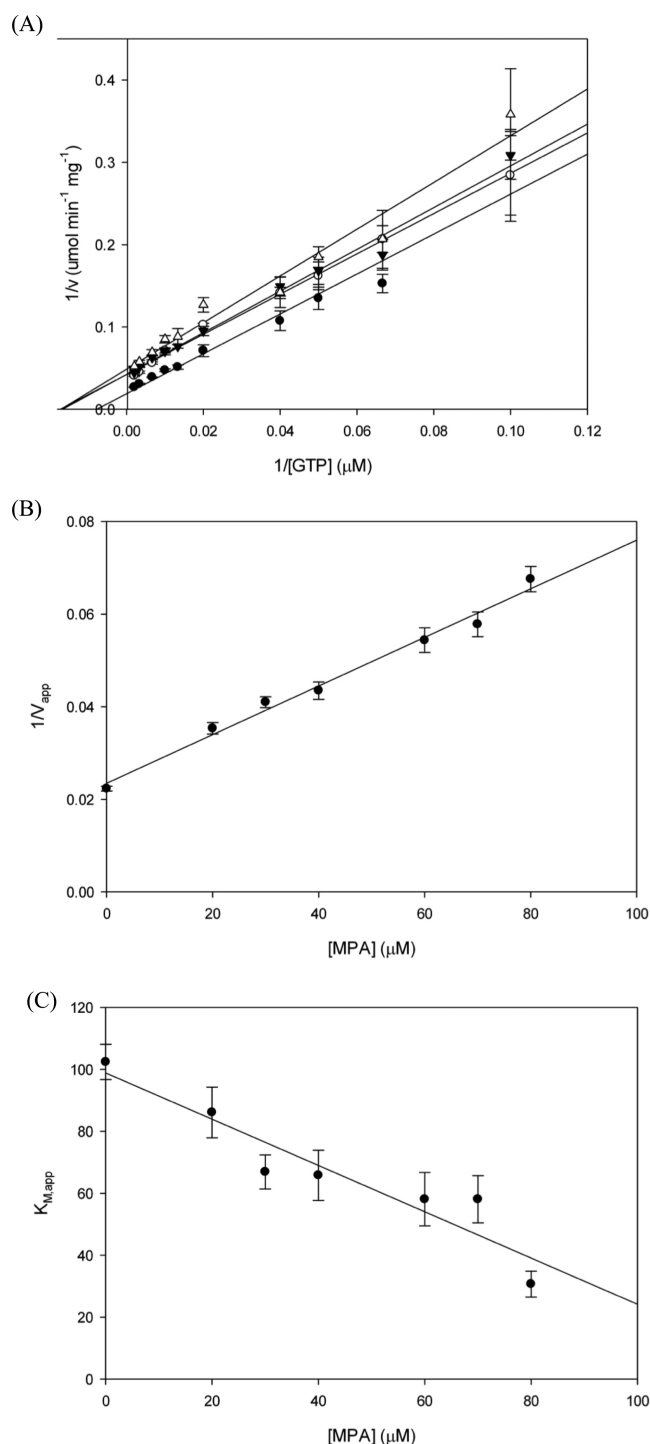 (A)
0.4
0.3
0.2
0.1
0.0
1/v (umol min⁻¹ mg⁻¹)
0.00 0.02 0.04 0.06 0.08 0.10 0.12
1/[GTP] (μM)
(B)
0.08
0.06
0.04
0.02
0.00
1/V_app
0 20 40 60 80 100
[MPA] (μM)
(C)
120
100
80
60
40
20
0
K_M,app
0 20 40 60 80 100
[MPA] (μM)